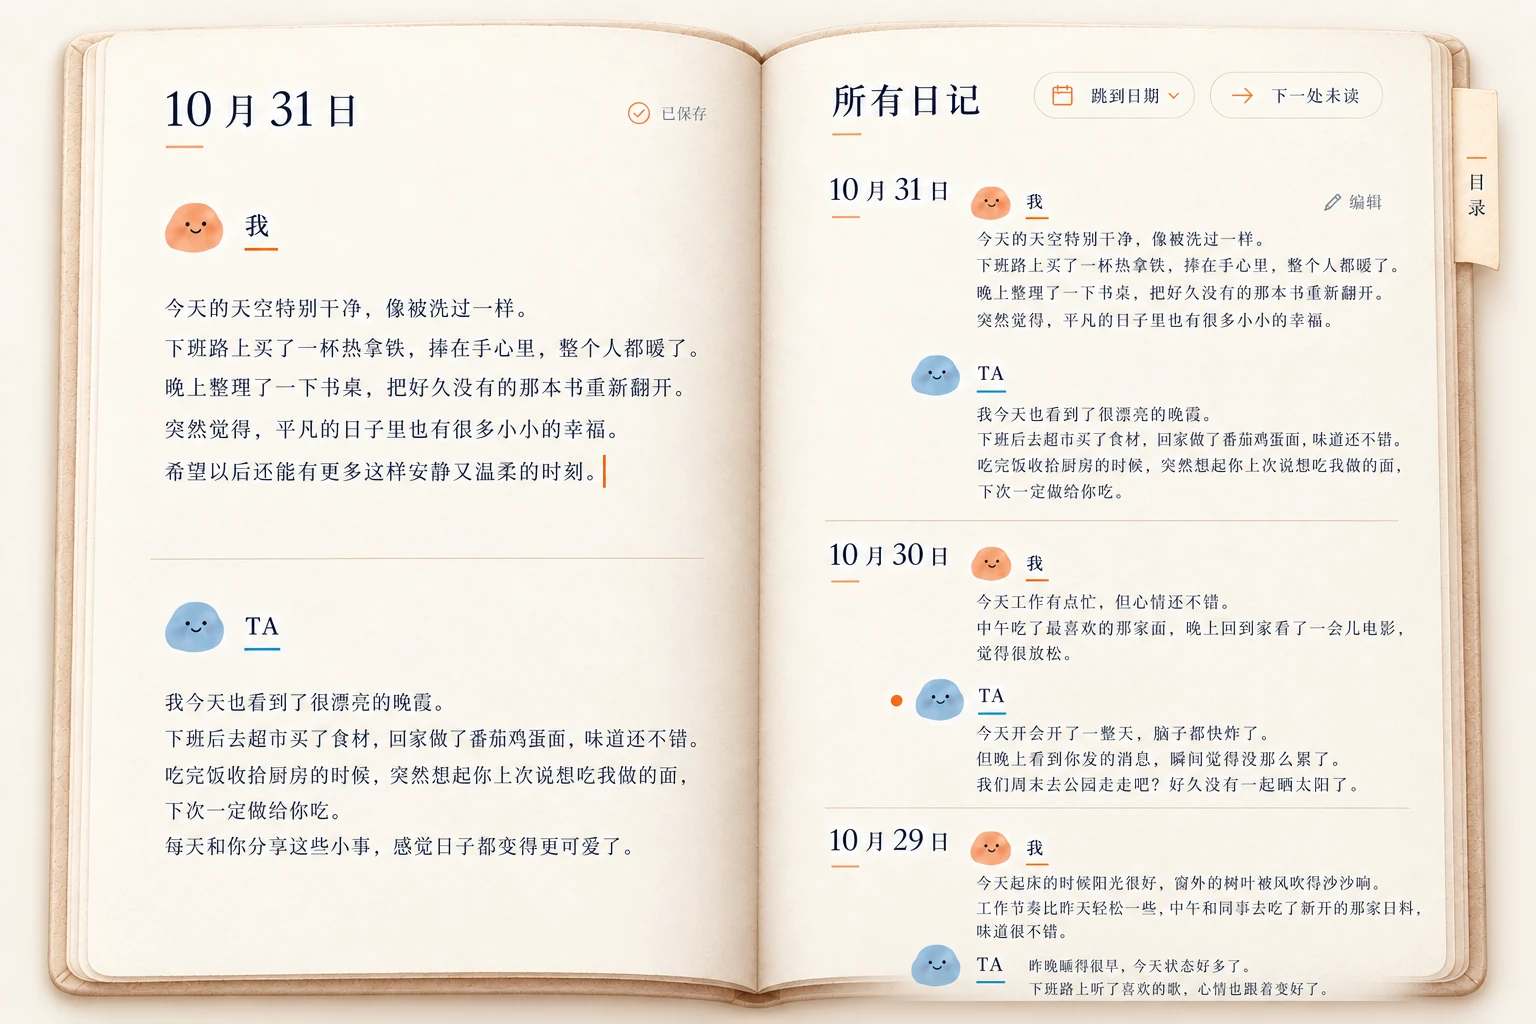 10 月 31 日
已保存
我
今天的天空特别干净，像被洗过一样。
下班路上买了一杯热拿铁，捧在手心里，整个人都暖了。
晚上整理了一下书桌，把好久没有的那本书重新翻开。
突然觉得，平凡的日子里也有很多小小的幸福。
希望以后还能有更多这样安静又温柔的时刻。
TA
我今天也看到了很漂亮的晚霞。
下班后去超市买了食材，回家做了番茄鸡蛋面，味道还不错。
吃完饭收拾厨房的时候，突然想起你上次说想吃我做的面，
下次一定做给你吃。
每天和你分享这些小事，感觉日子都变得更可爱了。
所有日记
跳到日期
下一处未读
目录
10 月 31 日
我
编辑
今天的天空特别干净，像被洗过一样。
下班路上买了一杯热拿铁，捧在手心里，整个人都暖了。
晚上整理了一下书桌，把好久没有的那本书重新翻开。
突然觉得，平凡的日子里也有很多小小的幸福。
TA
我今天也看到了很漂亮的晚霞。
下班后去超市买了食材，回家做了番茄鸡蛋面，味道还不错。
吃完饭收拾厨房的时候，突然想起你上次说想吃我做的面，
下次一定做给你吃。
10 月 30 日
我
今天工作有点忙，但心情还不错。
中午吃了最喜欢的那家面，晚上回到家看了一会儿电影，
觉得很放松。
TA
今天开会开了一整天，脑子都快炸了。
但晚上看到你发的消息，瞬间觉得没那么累了。
我们周末去公园走走吧？好久没有一起晒太阳了。
10 月 29 日
我
今天起床的时候阳光很好，窗外的树叶被风吹得沙沙响。
工作节奏比昨天轻松一些，中午和同事去吃了新开的那家日料，
味道很不错。
TA
昨晚睡得很早，今天状态好多了。
下班路上听了喜欢的歌，心情也跟着变好了。